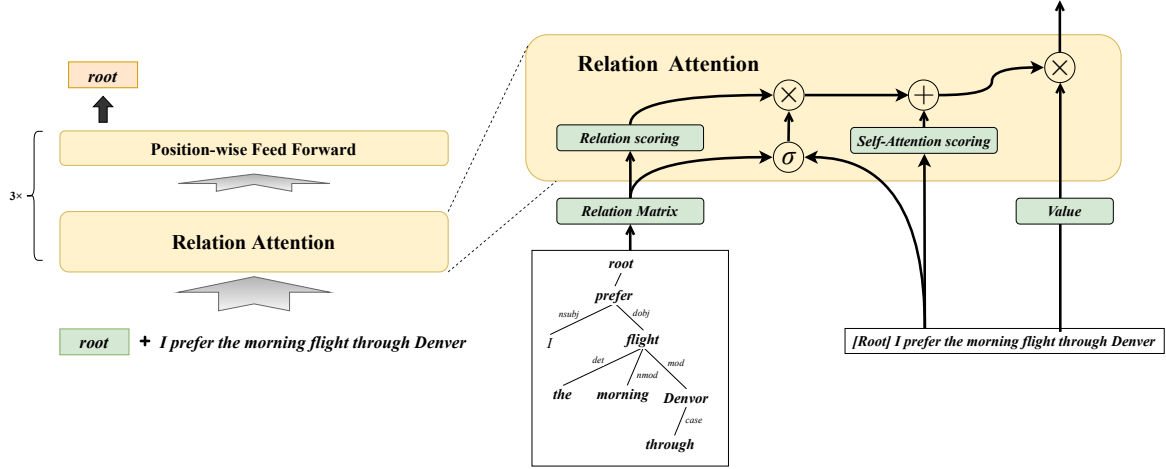 root
Position-wise Feed Forward
3×
Relation Attention
root + I prefer the morning flight through Denver
Relation Attention
×
×
+
Relation scoring
Self-Attention scoring
σ
Relation Matrix
Value
root
prefer
nsubj
dobj
I
flight
det
nmod
mod
the
morning
Denvor
case
through
[Root] I prefer the morning flight through Denver